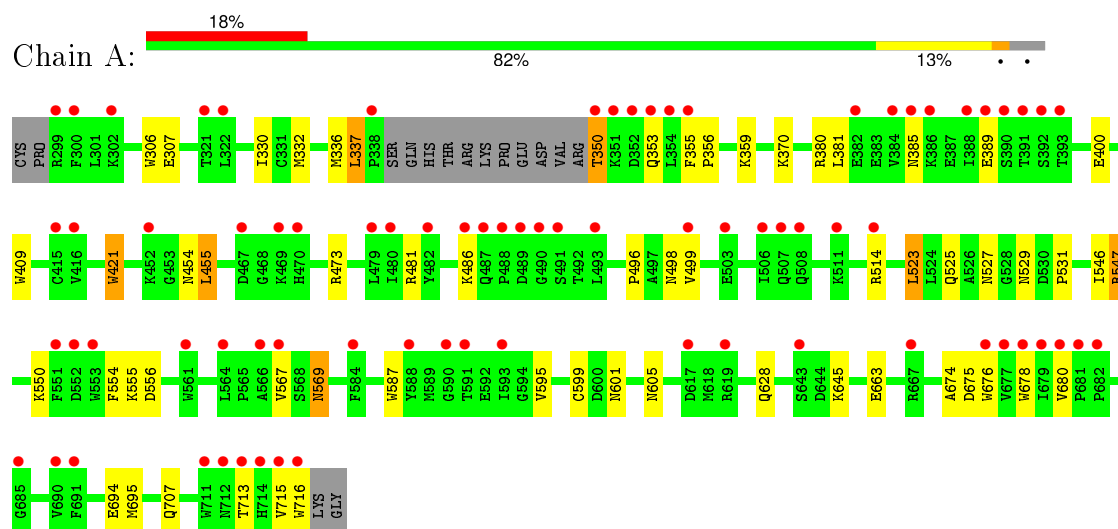 18%
Chain A:
82% 13% • •
CYS PRO R299 F300 L301 K302 W306 E307 T321 L322 I330 C331 M332 M336 L337 P338 SER GLN HIS THR ARG LYS PRO PRO GLU ASP VAL ARG T350 K351 D352 Q353 L354 F355 P356 K359 K370 R380 L381 E382 E383 V384 N385 K386 E387 I388 E389 S390 T391 S392 T393 E400
W409 C415 V416 W421 K452 G453 N454 L455 D467 G468 K469 H470 R473 L479 I480 R481 Y482 K486 Q487 P488 D489 G490 S491 T492 L493 P496 A497 N498 V499 E503 I506 Q507 Q508 K511 R514 L523 L524 Q525 A526 N527 G528 N529 D530 P531 I546 R547
K550 F551 D552 W553 F554 K555 D556 W561 L564 P565 A566 V567 S568 N569 F584 W587 Y588 M589 G590 T591 E592 I593 G594 V595 C599 D600 N601 N605 D617 M618 R619 Q628 S643 D644 K645 E663 R667 A674 D675 W676 V677 W678 I679 V680 P681 P682
G685 V690 F691 E694 M695 Q707 W711 N712 T713 H714 V715 W716 LYS GLY